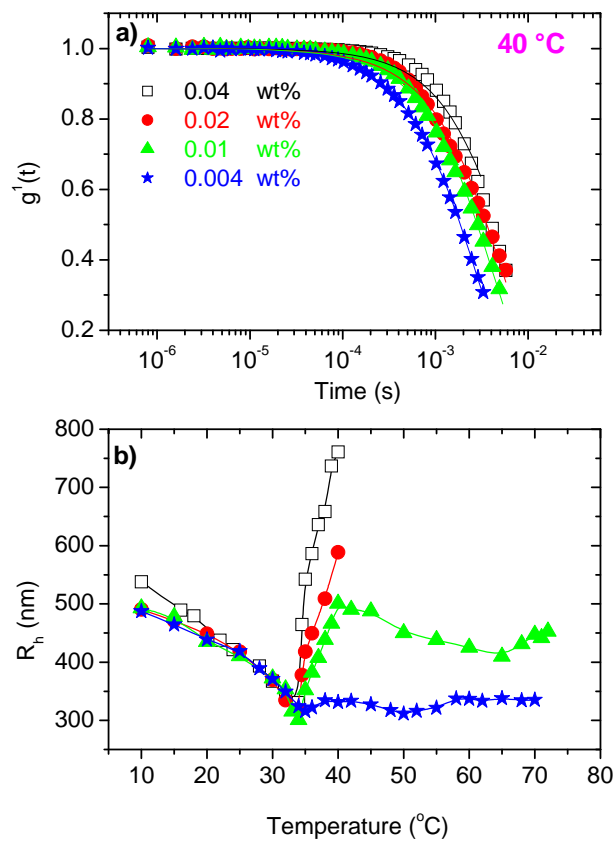 a)
40 °C
1.0
0.8
0.6
0.4
0.2
g¹(t)
0.04 wt%
0.02 wt%
0.01 wt%
0.004 wt%
10⁻⁶ 10⁻⁵ 10⁻⁴ 10⁻³ 10⁻²
Time (s)
b)
800
700
600
500
400
300
R_h (nm)
10 20 30 40 50 60 70 80
Temperature (°C)